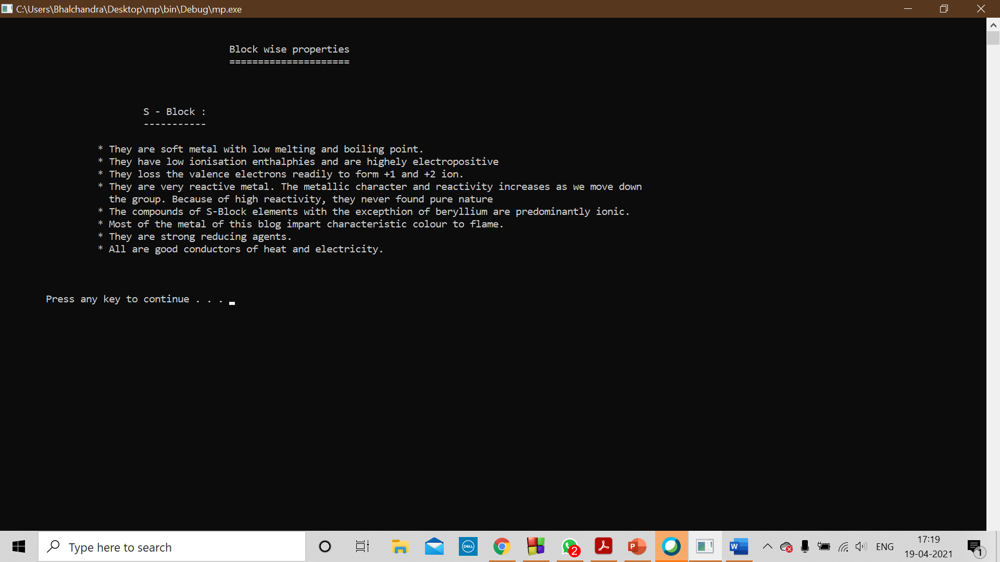 C:\Users\Bhalchandra\Desktop\mp\bin\Debug\mp.exe
Block wise properties
=====================
S - Block :
-----------
* They are soft metal with low melting and boiling point.
* They have low ionisation enthalphies and are highely electropositive
* They loss the valence electrons readily to form +1 and +2 ion.
* They are very reactive metal. The metallic character and reactivity increases as we move down
the group. Because of high reactivity, they never found pure nature
* The compounds of S-Block elements with the excepthion of beryllium are predominantly ionic.
* Most of the metal of this blog impart characteristic colour to flame.
* They are strong reducing agents.
* All are good conductors of heat and electricity.
Press any key to continue . . .
Type here to search
DELL
2
P
W
ENG
17:19
19-04-2021
1